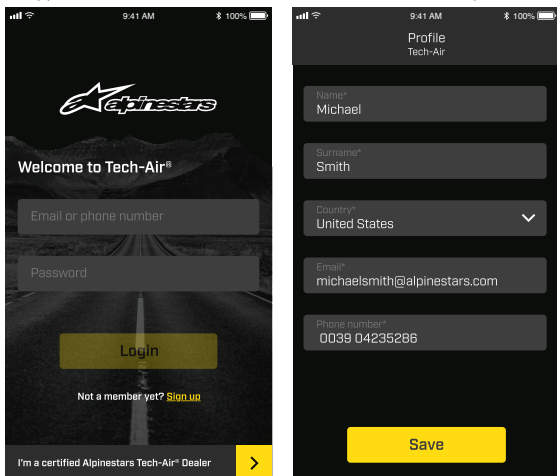 9:41 AM
100%
alpinestars
Welcome to Tech-Air®
Email or phone number
Password
Login
Not a member yet? Sign up
I'm a certified Alpinestars Tech-Air® Dealer
9:41 AM
100%
Profile
Tech-Air
Name*
Michael
Surname*
Smith
Country*
United States
Email*
michaelsmith@alpinestars.com
Phone number*
0039 04235286
Save